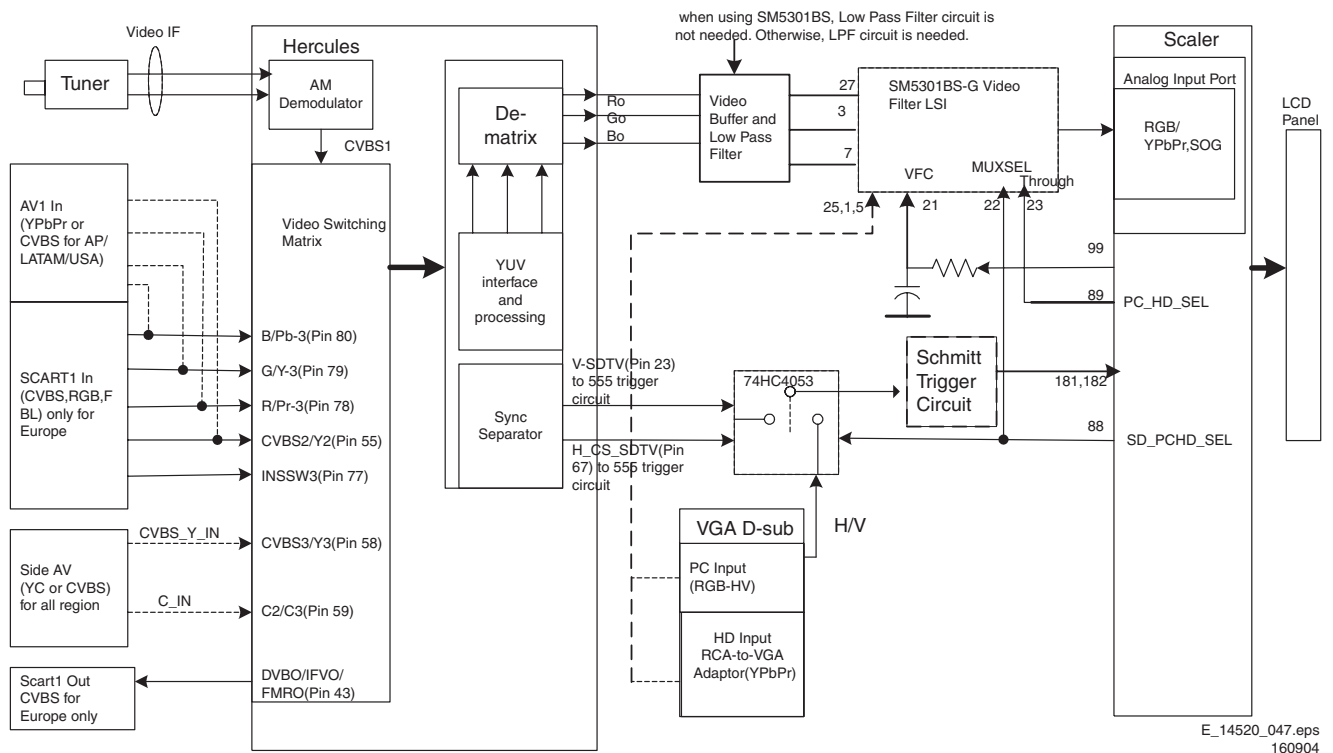 when using SM5301BS, Low Pass Filter circuit is
not needed. Otherwise, LPF circuit is needed.
Video IF
Tuner
Hercules
AM
Demodulator
CVBS1
De-
matrix
Ro
Go
Bo
Video
Buffer and
Low Pass
Filter
27
3
7
SM5301BS-G Video
Filter LSI
VFC
MUXSEL
Through
25,1,5
21
22
23
Scaler
Analog Input Port
RGB/
YPbPr,SOG
LCD
Panel
AV1 In
(YPbPr or
CVBS for AP/
LATAM/USA)
Video Switching
Matrix
YUV
interface
and
processing
99
89
PC_HD_SEL
SCART1 In
(CVBS,RGB,F
BL) only for
Europe
B/Pb-3(Pin 80)
G/Y-3(Pin 79)
R/Pr-3(Pin 78)
CVBS2/Y2(Pin 55)
INSSW3(Pin 77)
Sync
Separator
V-SDTV(Pin 23)
to 555 trigger
circuit
H_CS_SDTV(Pin
67) to 555 trigger
circuit
74HC4053
Schmitt
Trigger
Circuit
181,182
88
SD_PCHD_SEL
Side AV
(YC or CVBS)
for all region
CVBS_Y_IN
C_IN
CVBS3/Y3(Pin 58)
C2/C3(Pin 59)
VGA D-sub
H/V
PC Input
(RGB-HV)
HD Input
RCA-to-VGA
Adaptor(YPbPr)
Scart1 Out
CVBS for
Europe only
DVBO/IFVO/
FMRO(Pin 43)
E_14520_047.eps
160904